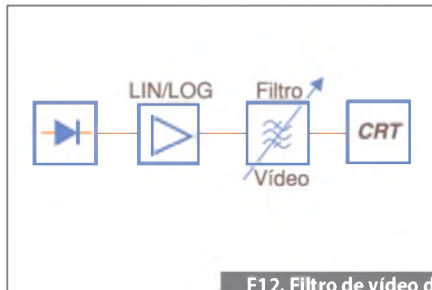 LIN/LOG
Filtro
CRT
Vídeo
F12. Filtro de vídeo d